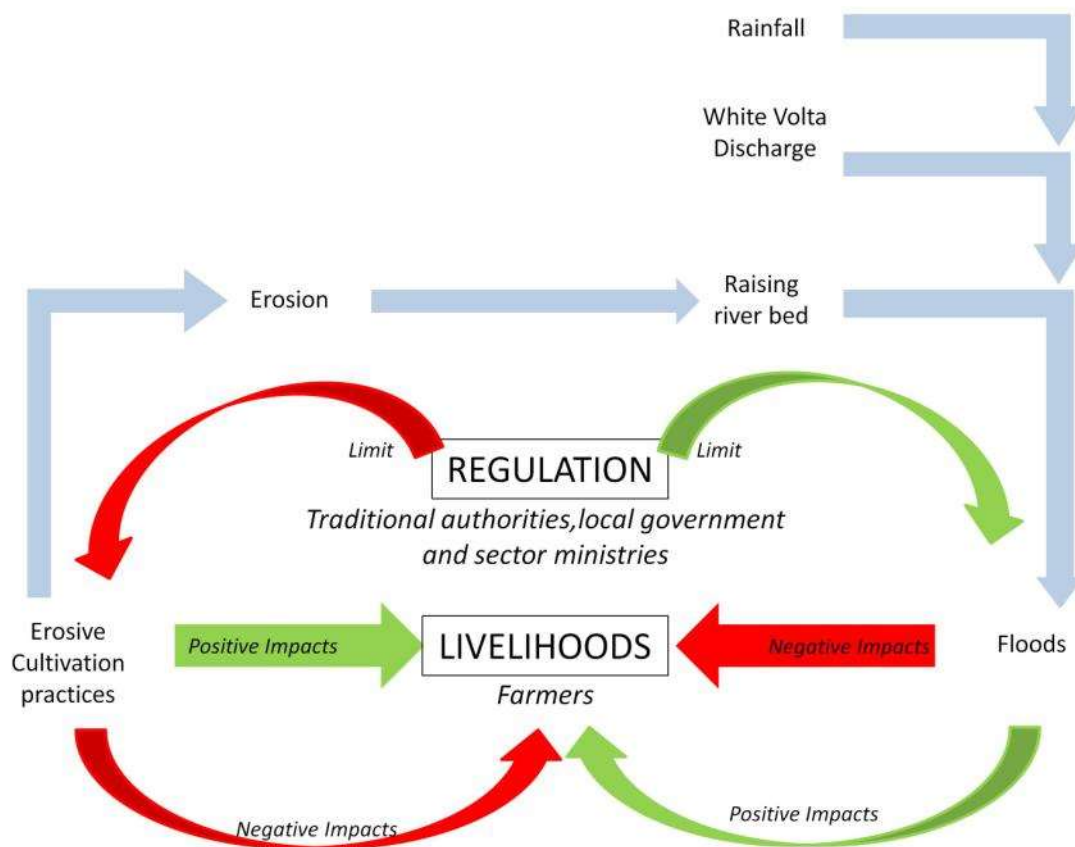 Rainfall
White Volta
Discharge
Erosion
Raising
river bed
Limit
REGULATION
Limit
Traditional authorities,local government
and sector ministries
Erosive
Cultivation
practices
Positive Impacts
LIVELIHOODS
Negative Impacts
Floods
Farmers
Negative Impacts
Positive Impacts